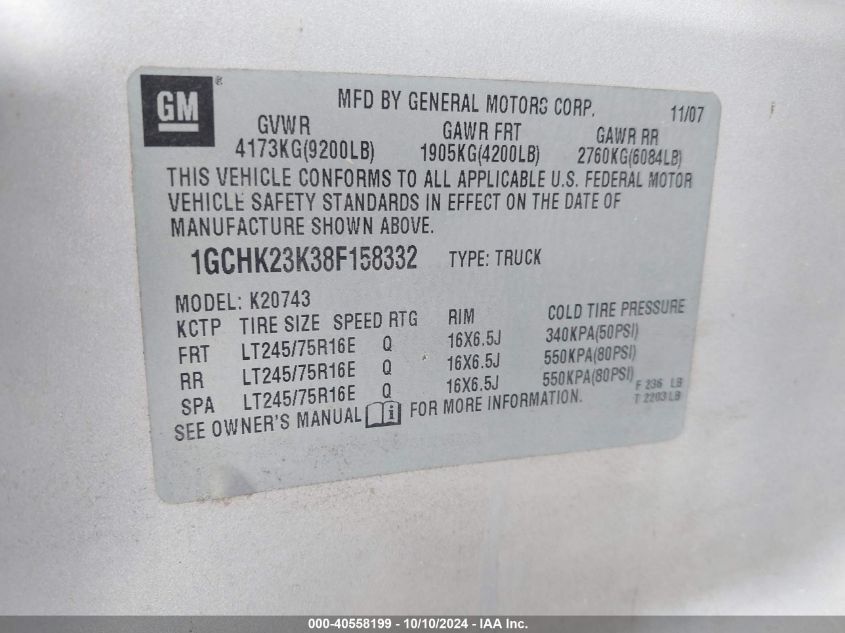 GM ®
MFD BY GENERAL MOTORS CORP. 11/07
GVWR GAWR FRT GAWR RR
4173KG(9200LB) 1905KG(4200LB) 2760KG(6084LB)
THIS VEHICLE CONFORMS TO ALL APPLICABLE U.S. FEDERAL MOTOR
VEHICLE SAFETY STANDARDS IN EFFECT ON THE DATE OF
MANUFACTURE SHOWN ABOVE.
1GCHK23K38F158332 TYPE: TRUCK
MODEL: K20743
KCTP TIRE SIZE SPEED RTG RIM COLD TIRE PRESSURE
FRT LT245/75R16E Q 16X6.5J 340KPA(50PSI)
RR LT245/75R16E Q 16X6.5J 550KPA(80PSI)
SPA LT245/75R16E Q 16X6.5J 550KPA(80PSI)
F 236 LB
T 2203LB
SEE OWNER'S MANUAL i FOR MORE INFORMATION.
000-40558199 - 10/10/2024 - IAA Inc.